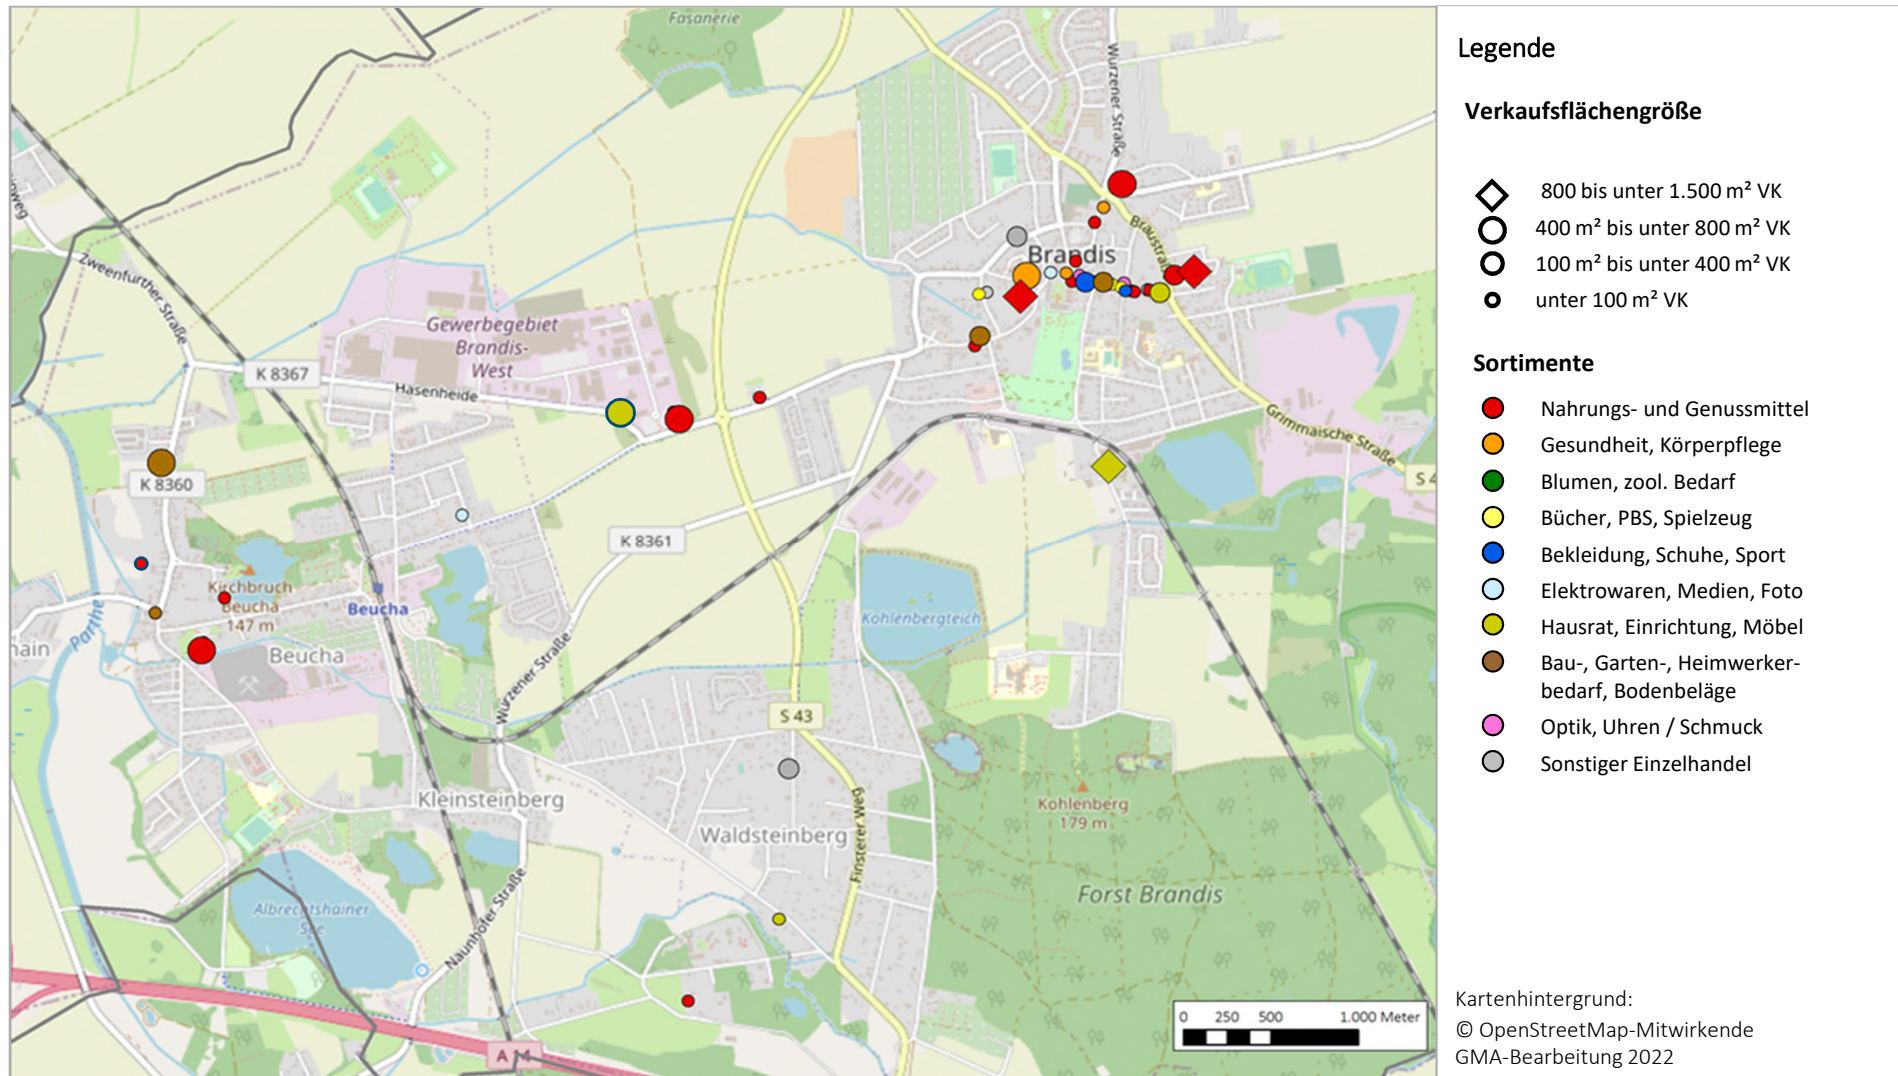 Fasanerie
Wurzener Straße
Zweenfurther Straße
Brandis
Braustraße
Gewerbegebiet
Brandis-
West
K 8367
Hasenheide
Grimmaische Straße
K 8360
K 8361
Kirchbruch
Beucha
147 m
Beucha
Parthe
Beucha
Kohlenbergteich
Wurzener Straße
S 43
Kleinsteinberg
Waldsteinberg
Finsterer Weg
Kohlenberg
179 m
Forst Brandis
Albrechtshainer
See
Naunhofer Straße
A 14
0 250 500 1.000 Meter
Legende
Verkaufsflächengröße
800 bis unter 1.500 m² VK
400 m² bis unter 800 m² VK
100 m² bis unter 400 m² VK
unter 100 m² VK
Sortimente
Nahrungs- und Genussmittel
Gesundheit, Körperpflege
Blumen, zool. Bedarf
Bücher, PBS, Spielzeug
Bekleidung, Schuhe, Sport
Elektrowaren, Medien, Foto
Hausrat, Einrichtung, Möbel
Bau-, Garten-, Heimwerker-
bedarf, Bodenbeläge
Optik, Uhren / Schmuck
Sonstiger Einzelhandel
Kartenhintergrund:
© OpenStreetMap-Mitwirkende
GMA-Bearbeitung 2022